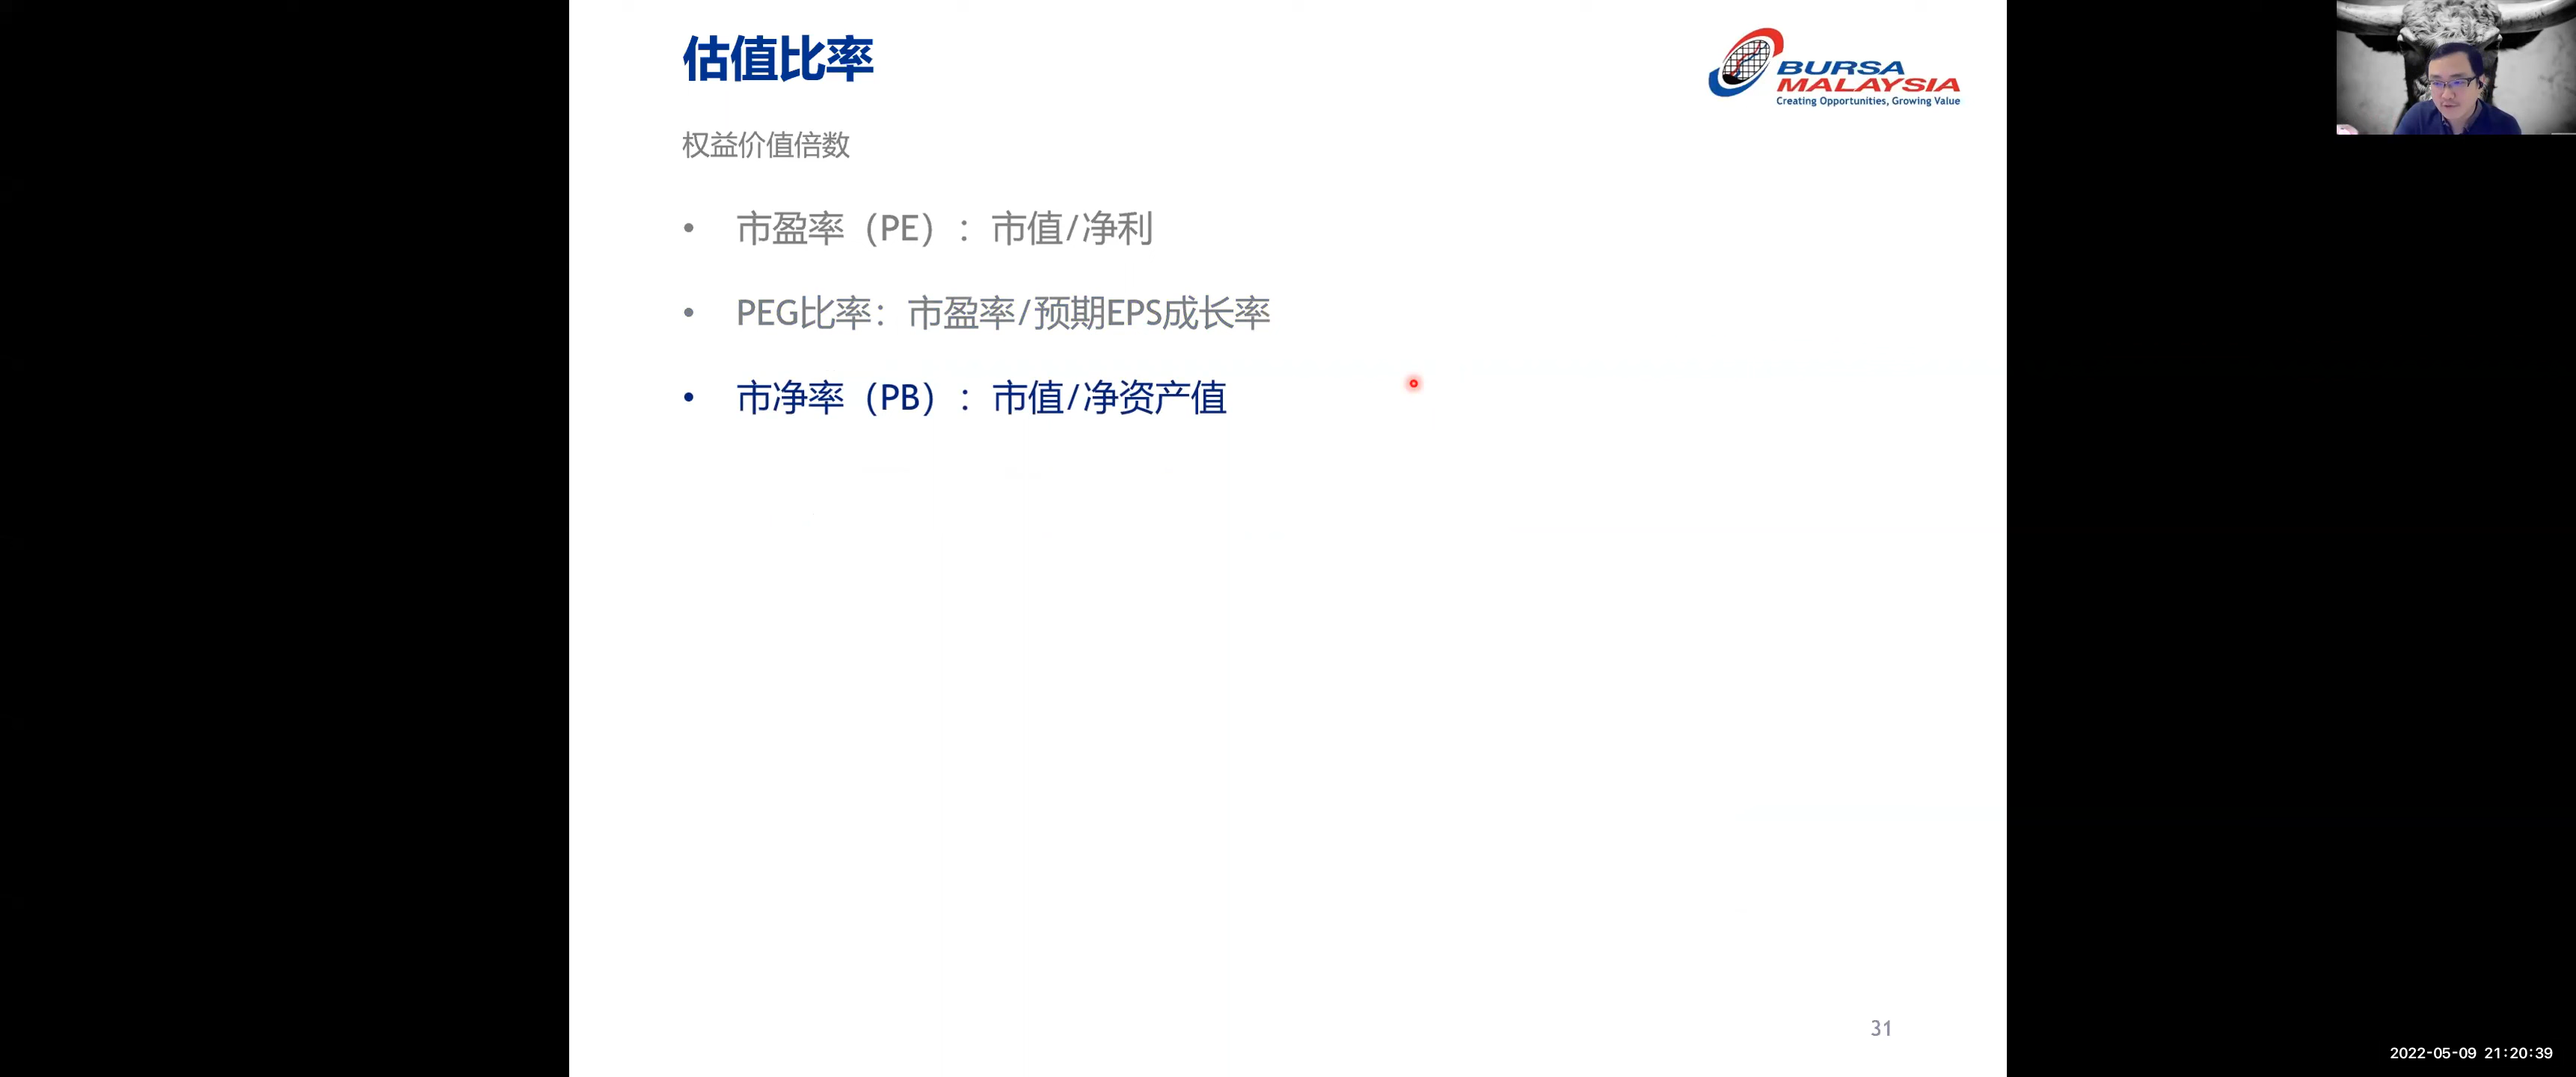 估值比率
BURSA
MALAYSIA
Creating Opportunities, Growing Value
权益价值倍数
• 市盈率（PE）：市值/净利
• PEG比率：市盈率/预期EPS成长率
• 市净率（PB）：市值/净资产值
31
2022-05-09 21:20:39